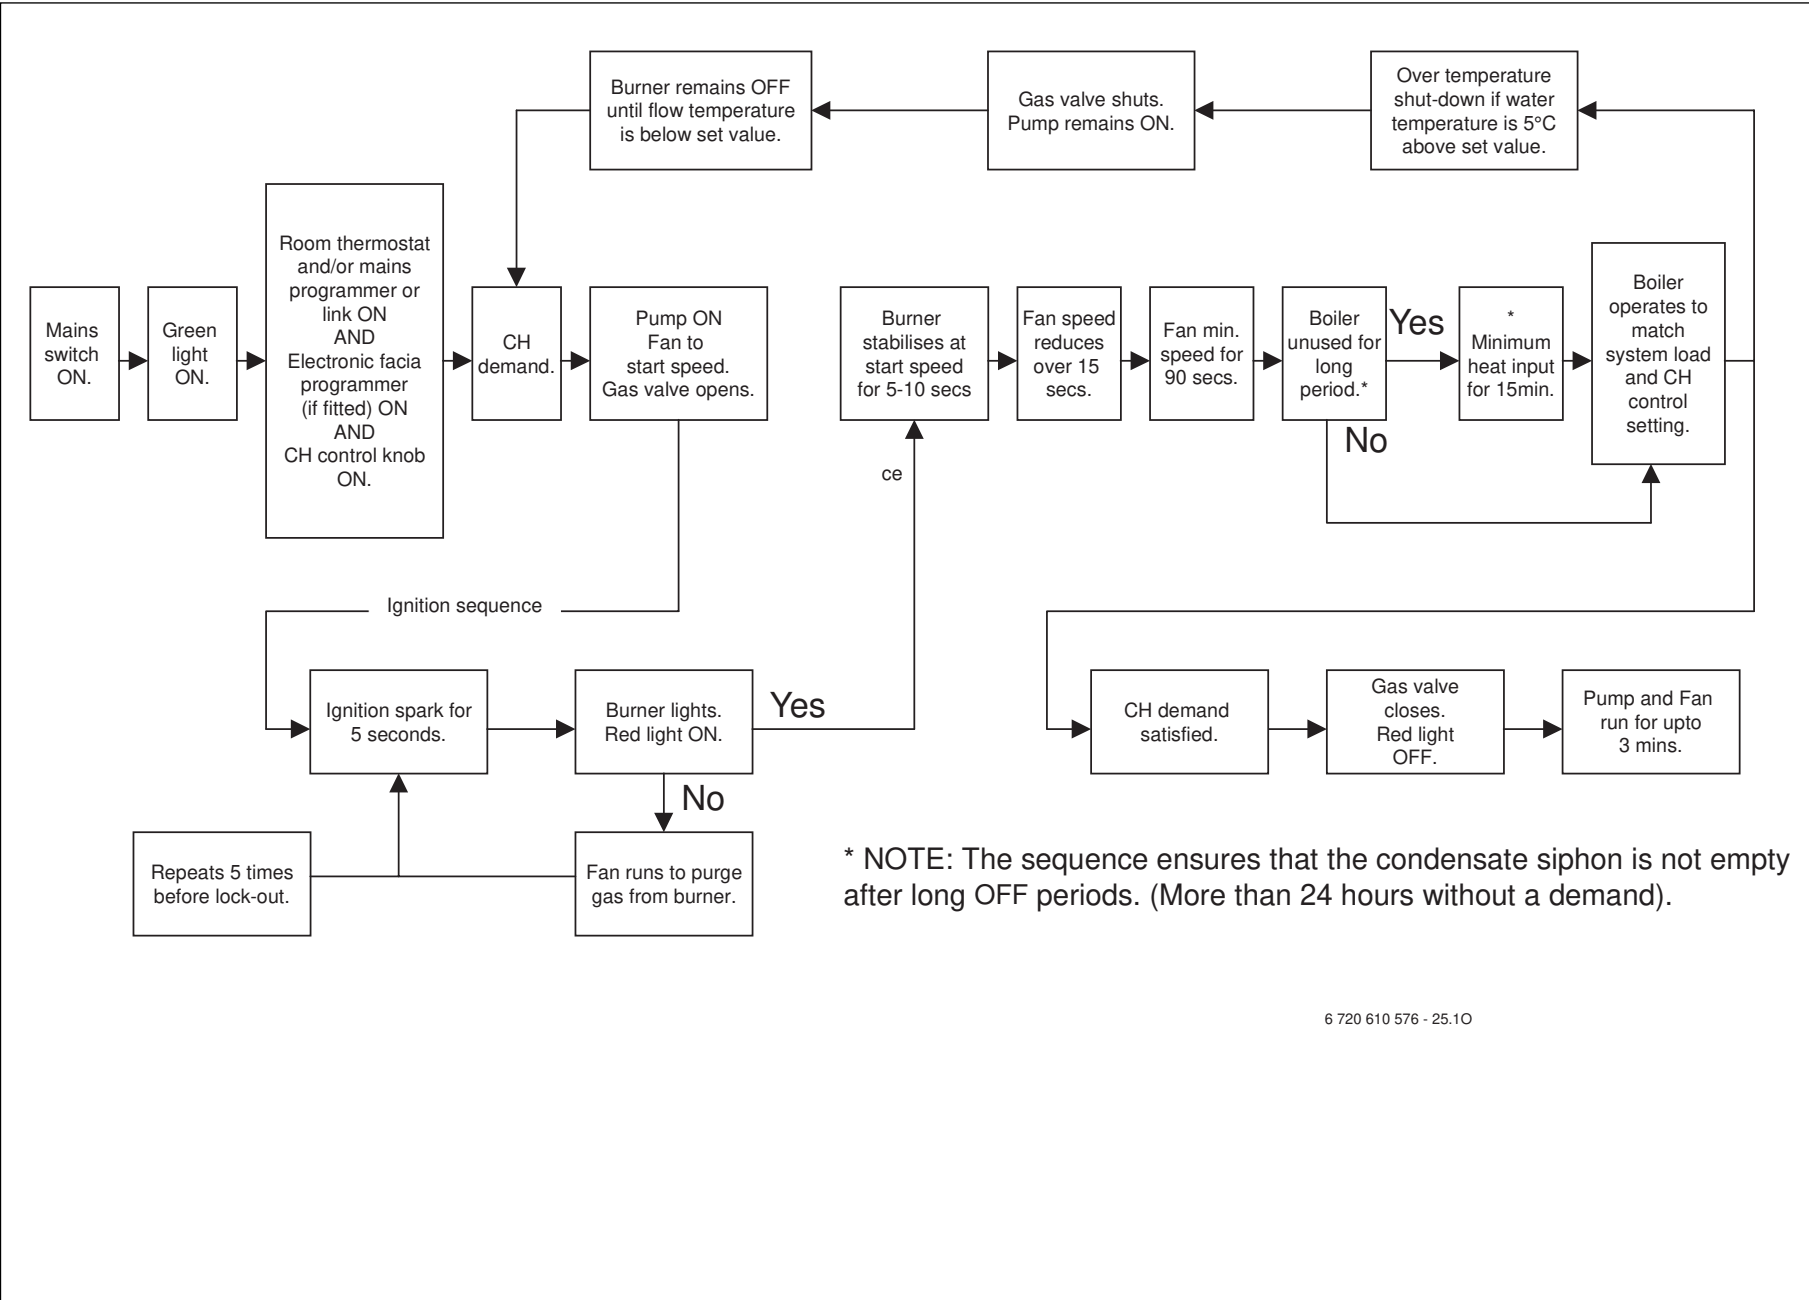 Burner remains OFF
until flow temperature
is below set value.
Gas valve shuts.
Pump remains ON.
Over temperature
shut-down if water
temperature is 5°C
above set value.
Mains
switch
ON.
Green
light
ON.
Room thermostat
and/or mains
programmer or
link ON
AND
Electronic facia
programmer
(if fitted) ON
AND
CH control knob
ON.
CH
demand.
Pump ON
Fan to
start speed.
Gas valve opens.
Burner
stabilises at
start speed
for 5-10 secs
Fan speed
reduces
over 15
secs.
Fan min.
speed for
90 secs.
Boiler
unused for
long
period.*
Yes
No
*
Minimum
heat input
for 15min.
Boiler
operates to
match
system load
and CH
control
setting.
ce
Ignition sequence
Ignition spark for
5 seconds.
Burner lights.
Red light ON.
Yes
No
Repeats 5 times
before lock-out.
Fan runs to purge
gas from burner.
CH demand
satisfied.
Gas valve
closes.
Red light
OFF.
Pump and Fan
run for upto
3 mins.
* NOTE: The sequence ensures that the condensate siphon is not empty
after long OFF periods. (More than 24 hours without a demand).
6 720 610 576 - 25.1O